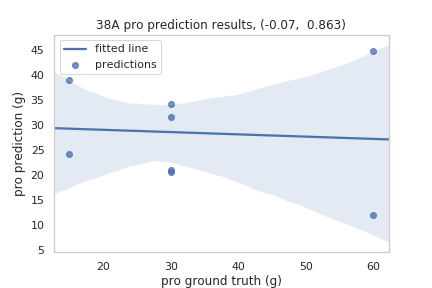 38A pro prediction results, (-0.07,  0.863)
fitted line
predictions
45
40
35
30
25
20
15
10
5
pro prediction (g)
20 30 40 50 60
pro ground truth (g)